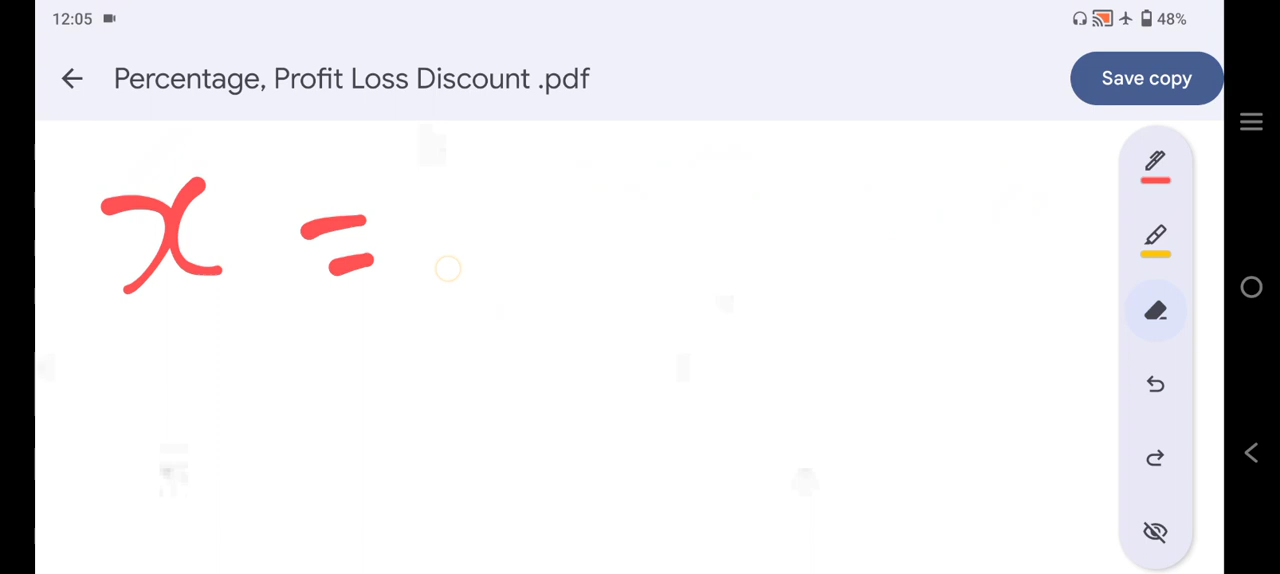 12:05 48%
Percentage, Profit Loss Discount .pdf Save copy
x =